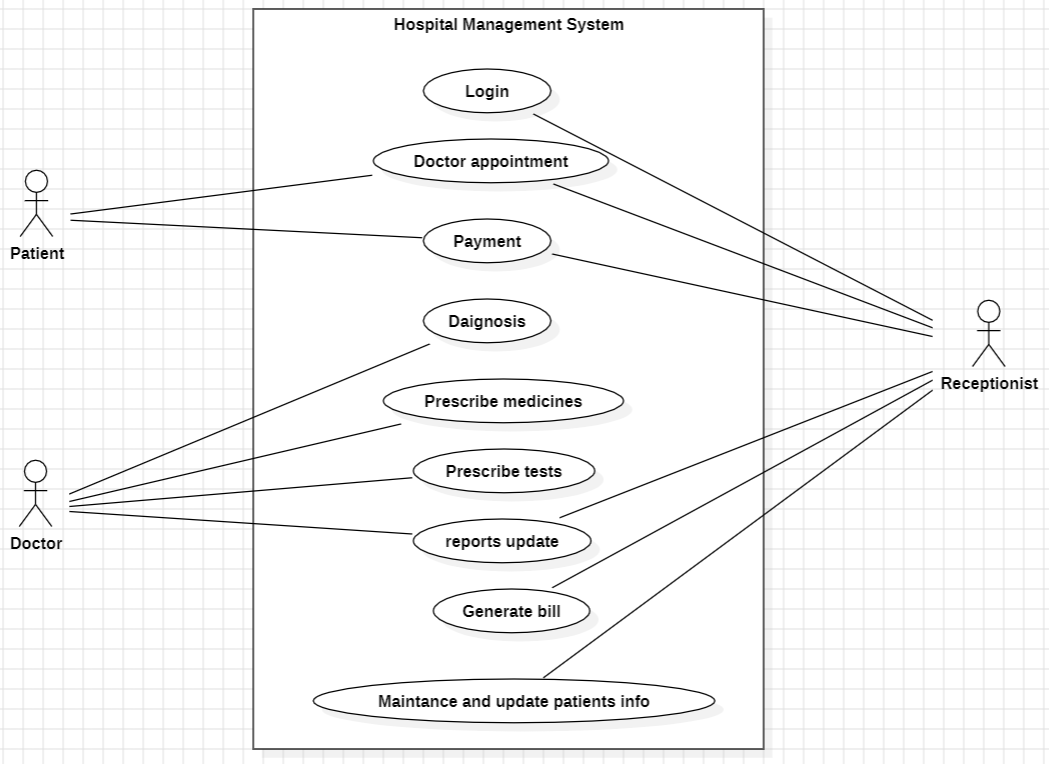 Hospital Management System
Login
Doctor appointment
Patient
Payment
Daignosis
Receptionist
Prescribe medicines
Prescribe tests
Doctor
reports update
Generate bill
Maintance and update patients info